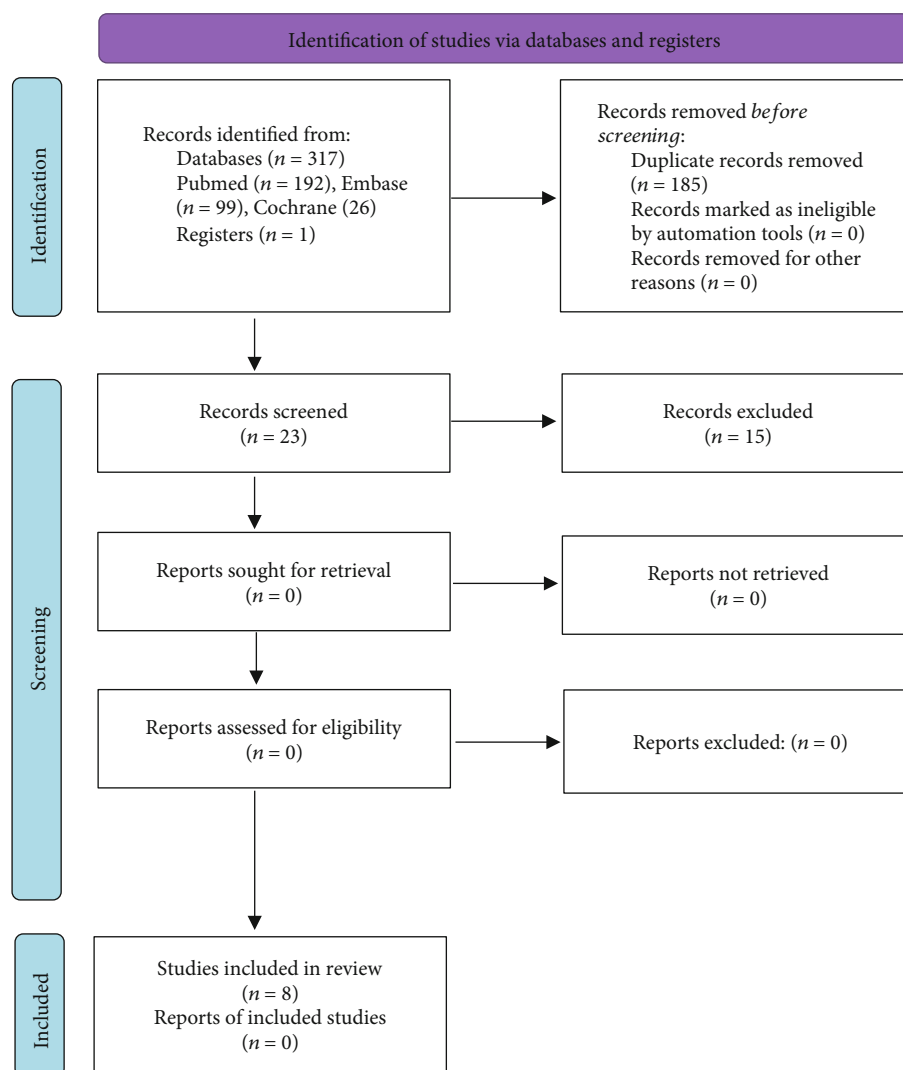 Identification of studies via databases and registers
Identification
Records identified from:
Databases (n = 317)
Pubmed (n = 192), Embase
(n = 99), Cochrane (26)
Registers (n = 1)
Records removed before
screening:
Duplicate records removed
(n = 185)
Records marked as ineligible
by automation tools (n = 0)
Records removed for other
reasons (n = 0)
Screening
Records screened
(n = 23)
Records excluded
(n = 15)
Reports sought for retrieval
(n = 0)
Reports not retrieved
(n = 0)
Reports assessed for eligibility
(n = 0)
Reports excluded: (n = 0)
Included
Studies included in review
(n = 8)
Reports of included studies
(n = 0)